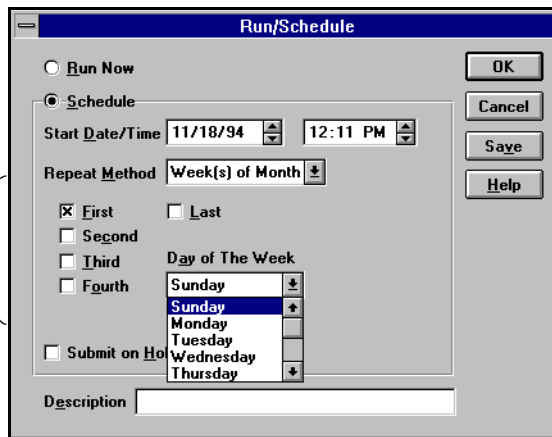 Run/Schedule
Run Now
OK
Schedule
Cancel
Start Date/Time 11/18/94 12:11 PM
Save
Repeat Method Week(s) of Month
Help
First Last
Second
Third Day of The Week
Fourth Sunday
Sunday
Monday
Tuesday
Submit on Hol Wednesday
Thursday
Description